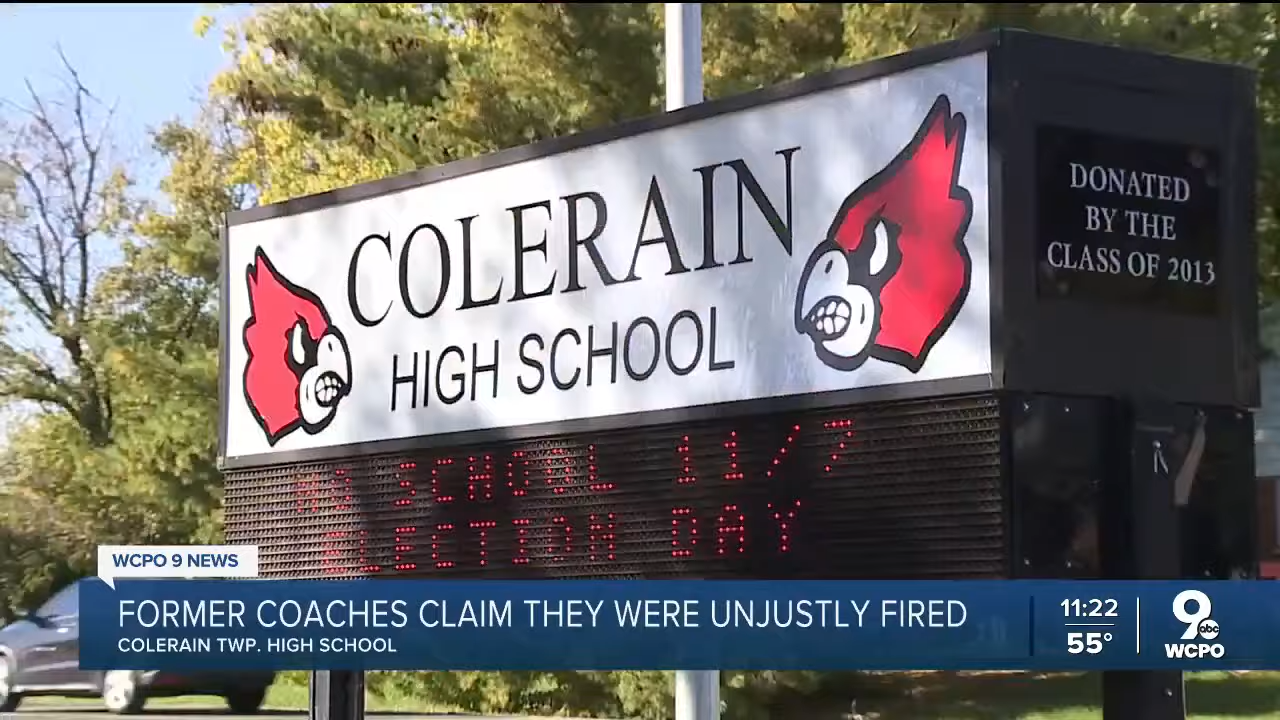 COLERAIN
HIGH SCHOOL
DONATED
BY THE
CLASS OF 2013
NO SCHOOL 11/7
ELECTION DAY
WCPO 9 NEWS
FORMER COACHES CLAIM THEY WERE UNJUSTLY FIRED
COLERAIN TWP. HIGH SCHOOL
11:22
55°
9
abc
WCPO